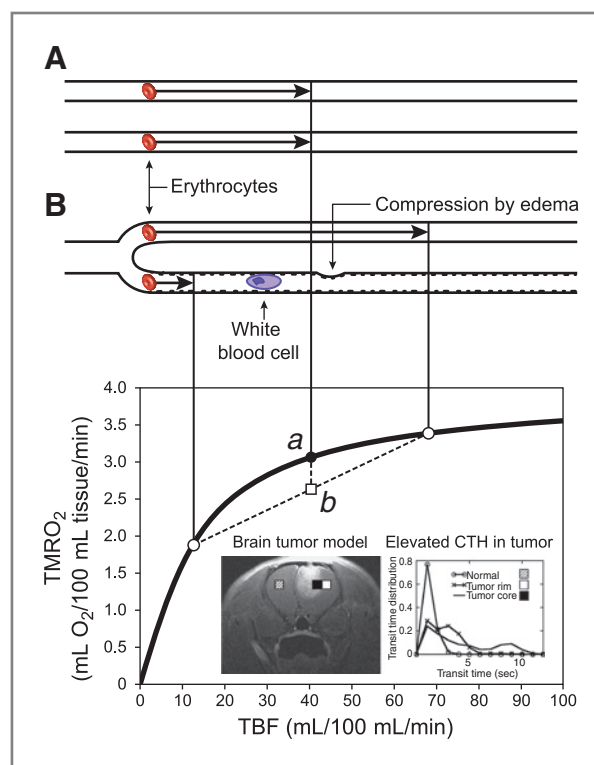 A
Erythrocytes
B
Compression by edema
White
blood cell
TMRO2
(mL O2/100 mL tissue/min)
4.0
3.5
3.0
2.5
2.0
1.5
1.0
0.5
0
a
b
Brain tumor model
Elevated CTH in tumor
Transit time distribution
0.8
0.6
0.4
0.2
0
Normal
Tumor rim
Tumor core
5
10
Transit time (sec)
0 10 20 30 40 50 60 70 80 90 100
TBF (mL/100 mL/min)